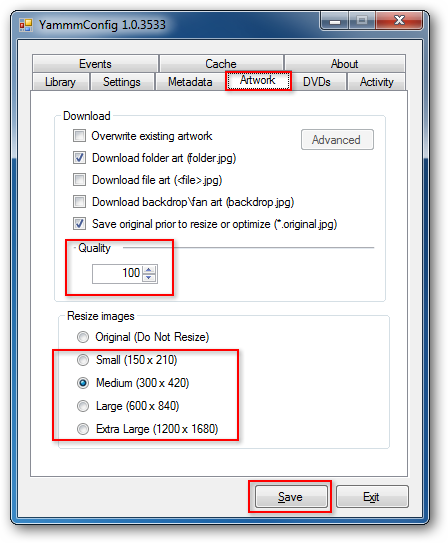 YammmConfig 1.0.3533
Events Cache About
Library Settings Metadata Artwork DVDs Activity
Download
Overwrite existing artwork Advanced
Download folder art (folder.jpg)
Download file art (<file>.jpg)
Download backdrop\fan art (backdrop.jpg)
Save original prior to resize or optimize (*.original.jpg)
Quality
100
Resize images
Original (Do Not Resize)
Small (150 x 210)
Medium (300 x 420)
Large (600 x 840)
Extra Large (1200 x 1680)
Save Exit